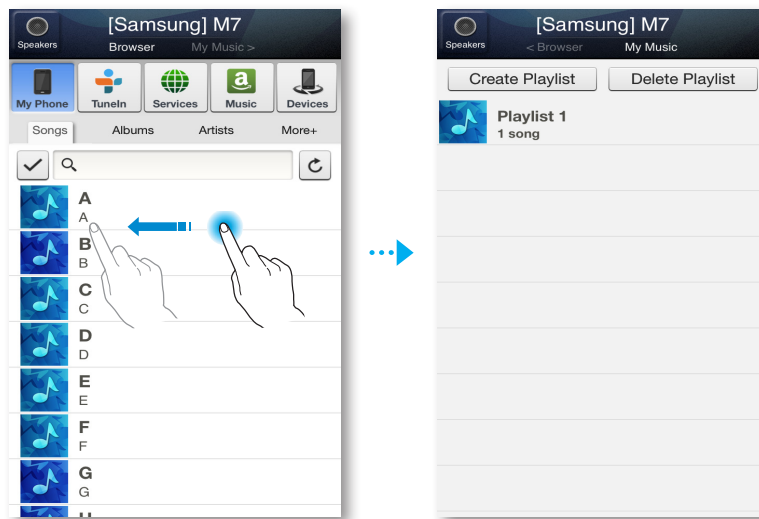 [Samsung] M7
Speakers
Browser
My Music >
My Phone
TuneIn
Services
a
Music
Devices
Songs
Albums
Artists
More+
A
A
B
B
C
C
D
D
E
E
F
F
G
G
[Samsung] M7
Speakers
< Browser
My Music
Create Playlist
Delete Playlist
Playlist 1
1 song